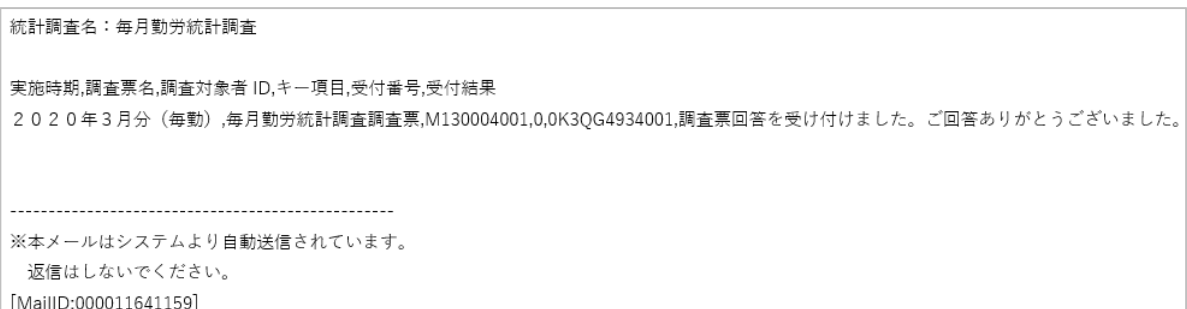 統計調査名：毎月勤労統計調査
実施時期,調査票名,調査対象者 ID,キー項目,受付番号,受付結果
２０２０年３月分（毎勤）,毎月勤労統計調査調査票,M130004001,0,0K3QG4934001,調査票回答を受け付けました。ご回答ありがとうございました。
--------------------------------------------------
※本メールはシステムより自動送信されています。
返信はしないでください。
[MailID:000011641159]